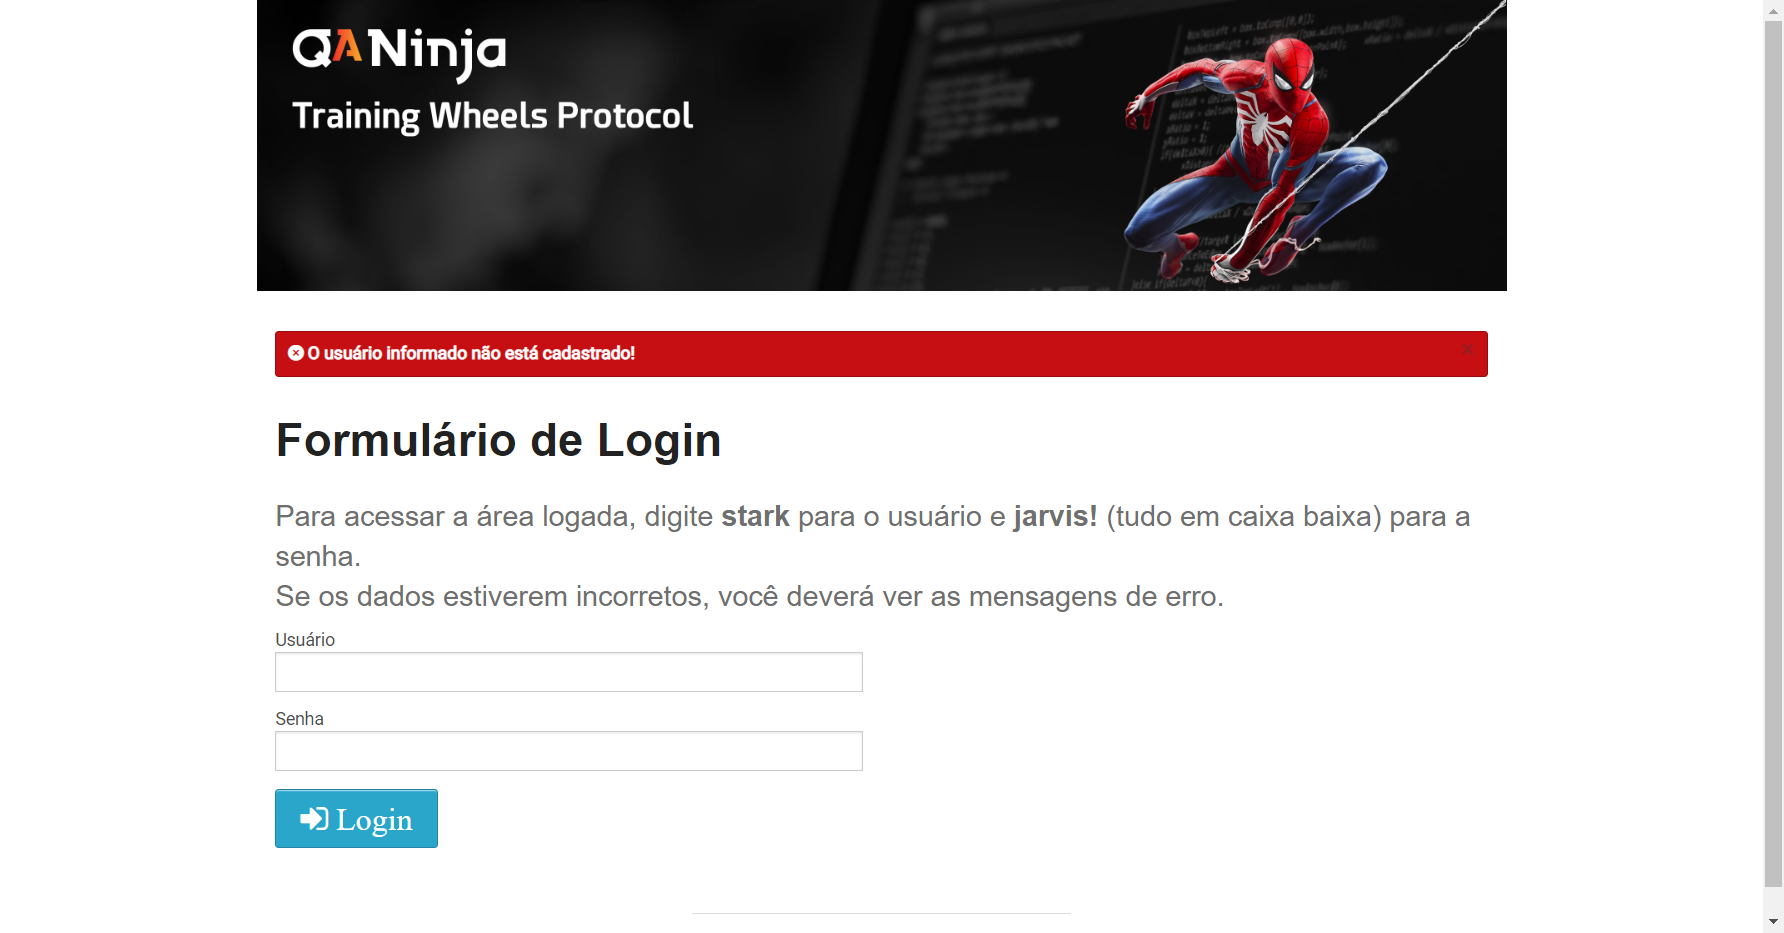 QANinja
Training Wheels Protocol
O usuário informado não está cadastrado!
×
Formulário de Login
Para acessar a área logada, digite stark para o usuário e jarvis! (tudo em caixa baixa) para a
senha.
Se os dados estiverem incorretos, você deverá ver as mensagens de erro.
Usuário
Senha
Login